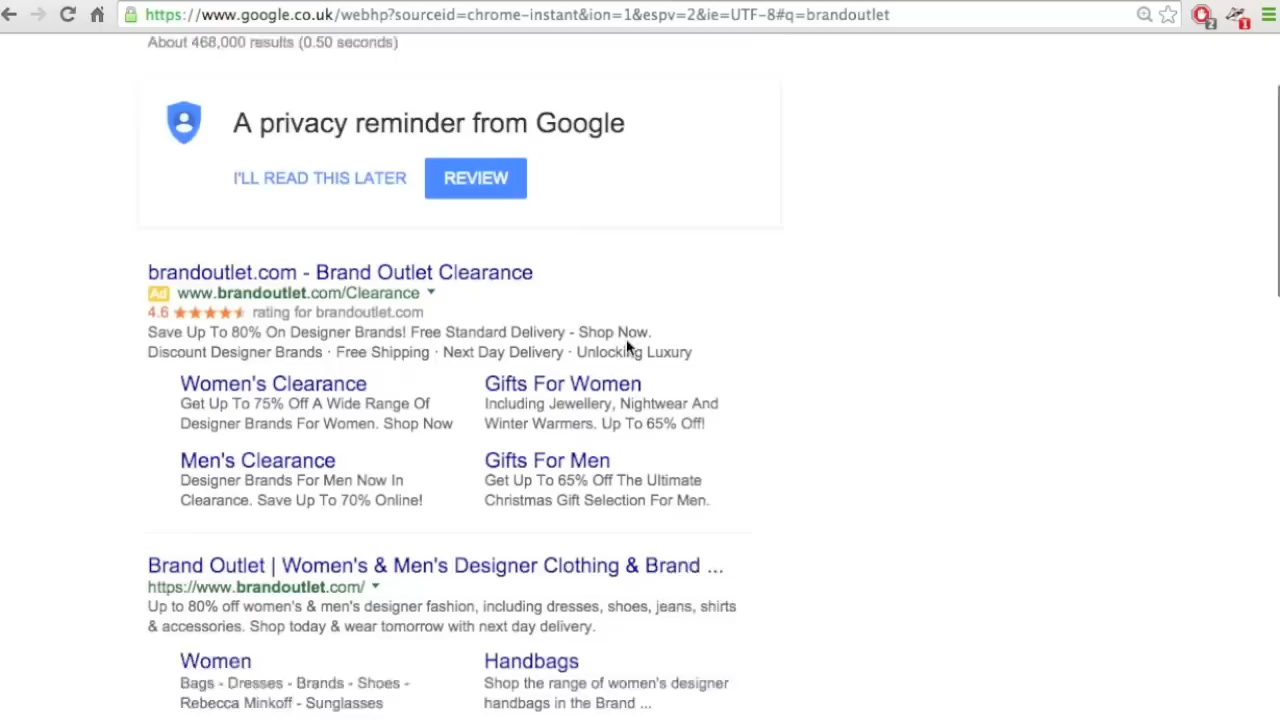 https://www.google.co.uk/webhp?sourceid=chrome-instant&ion=1&espv=2&ie=UTF-8#q=brandoutlet
2
1
About 468,000 results (0.50 seconds)
A privacy reminder from Google
I'LL READ THIS LATER REVIEW
brandoutlet.com - Brand Outlet Clearance
Ad www.brandoutlet.com/Clearance
4.6 rating for brandoutlet.com
Save Up To 80% On Designer Brands! Free Standard Delivery - Shop Now.
Discount Designer Brands · Free Shipping · Next Day Delivery · Unlocking Luxury
Women's Clearance
Get Up To 75% Off A Wide Range Of
Designer Brands For Women. Shop Now
Gifts For Women
Including Jewellery, Nightwear And
Winter Warmers. Up To 65% Off!
Men's Clearance
Designer Brands For Men Now In
Clearance. Save Up To 70% Online!
Gifts For Men
Get Up To 65% Off The Ultimate
Christmas Gift Selection For Men.
Brand Outlet | Women's & Men's Designer Clothing & Brand ...
https://www.brandoutlet.com/
Up to 80% off women's & men's designer fashion, including dresses, shoes, jeans, shirts
& accessories. Shop today & wear tomorrow with next day delivery.
Women
Bags - Dresses - Brands - Shoes -
Rebecca Minkoff - Sunglasses
Handbags
Shop the range of women's designer
handbags in the Brand ...